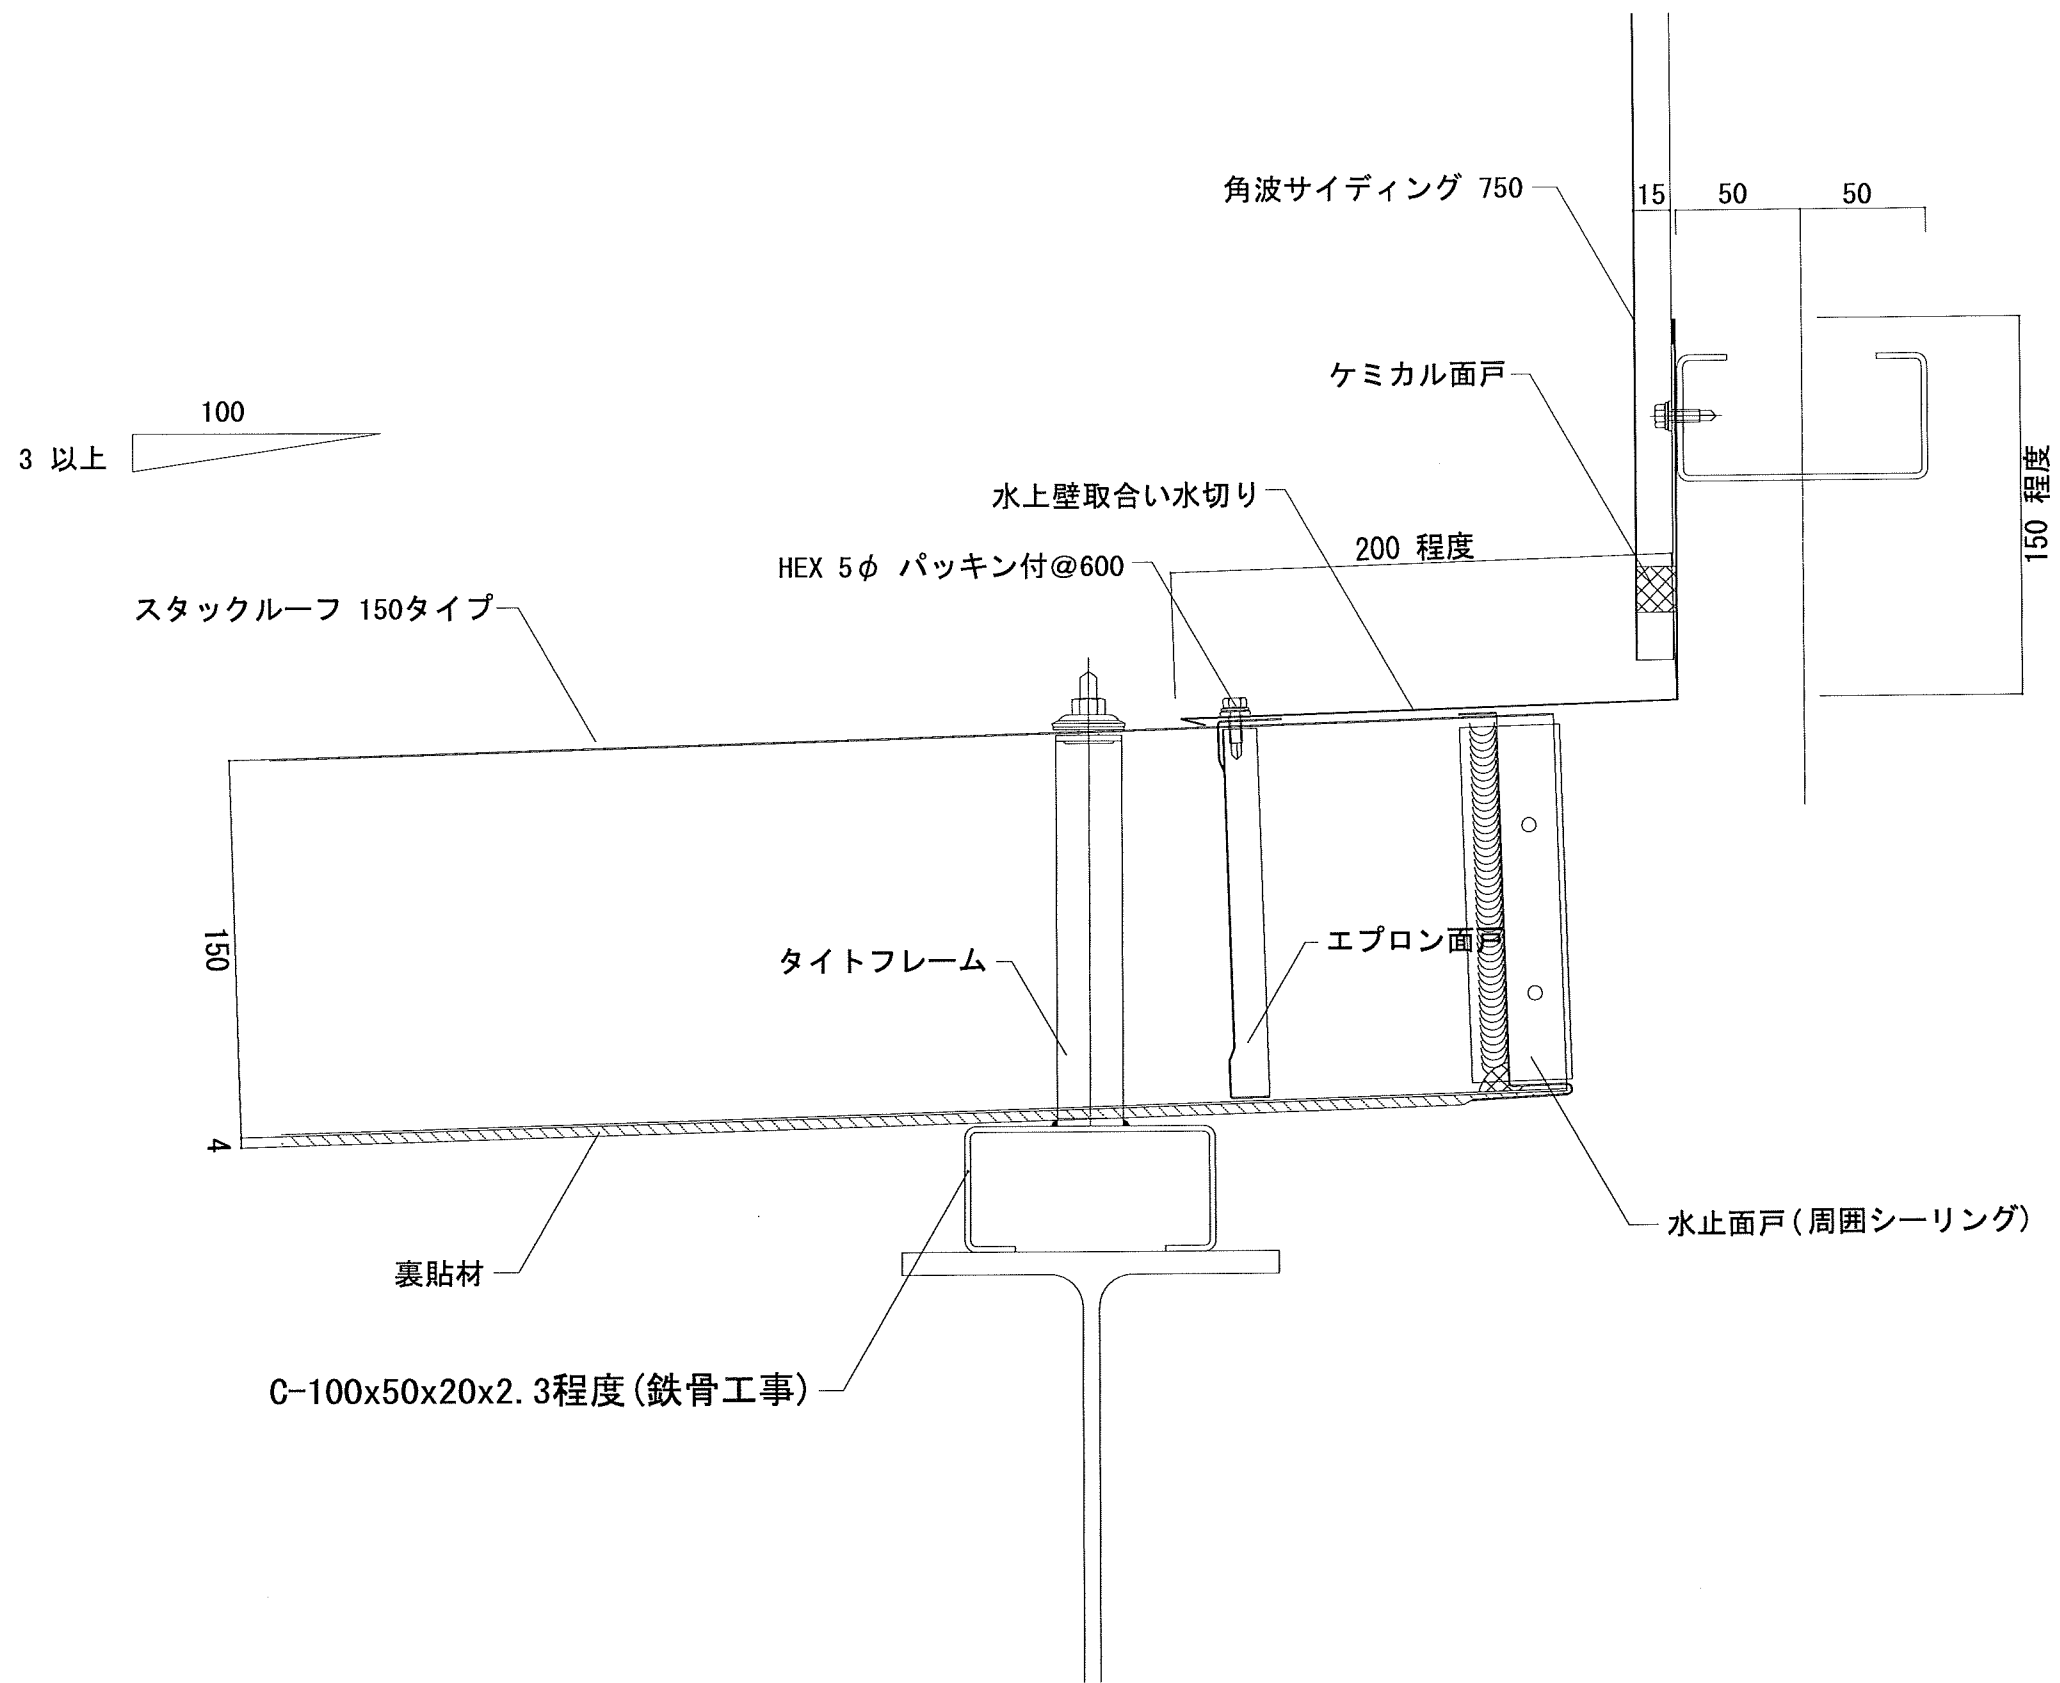 角波サイディング 750
15
50
50
ケミカル面戸
100
3 以上
水上壁取合い水切り
150 程度
200 程度
HEX 5φ パッキン付@600
スタックルーフ 150タイプ
150
タイトフレーム
エプロン面戸
4
水止面戸(周囲シーリング)
裏貼材
C-100x50x20x2.3程度(鉄骨工事)